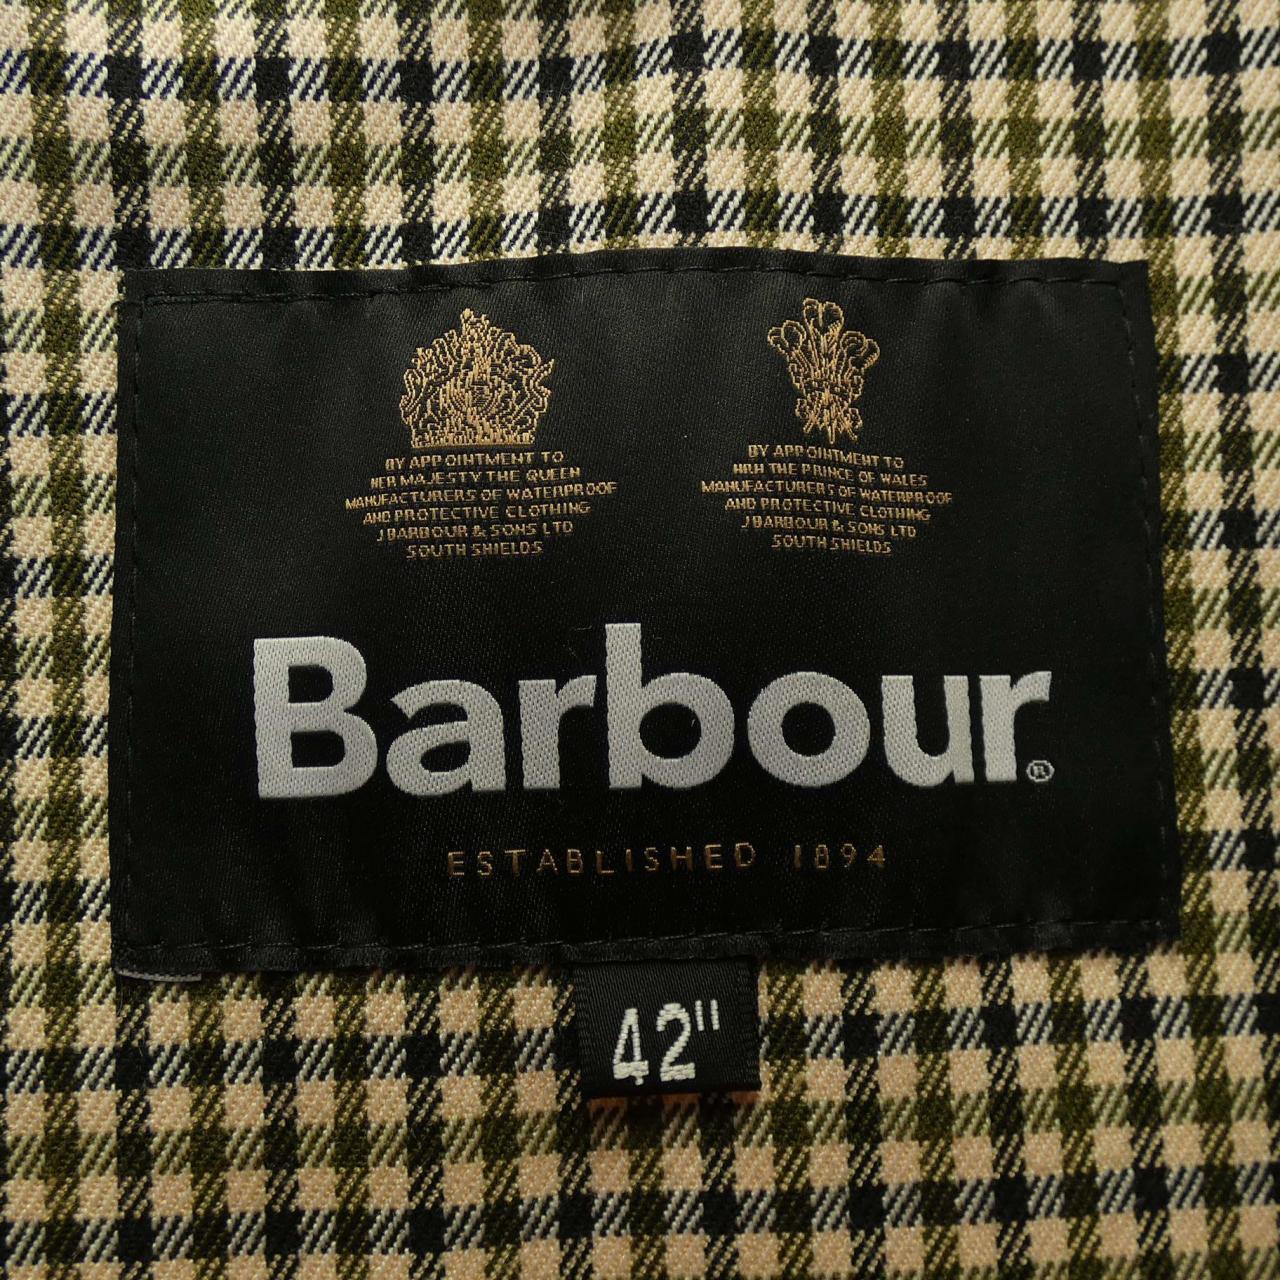 BY APPOINTMENT TO
HER MAJESTY THE QUEEN
MANUFACTURERS OF WATERPROOF
AND PROTECTIVE CLOTHING
J BARBOUR & SONS LTD
SOUTH SHIELDS
BY APPOINTMENT TO
HRH THE PRINCE OF WALES
MANUFACTURERS OF WATERPROOF
AND PROTECTIVE CLOTHING
J BARBOUR & SONS LTD
SOUTH SHIELDS
Barbour®
ESTABLISHED 1894
42"